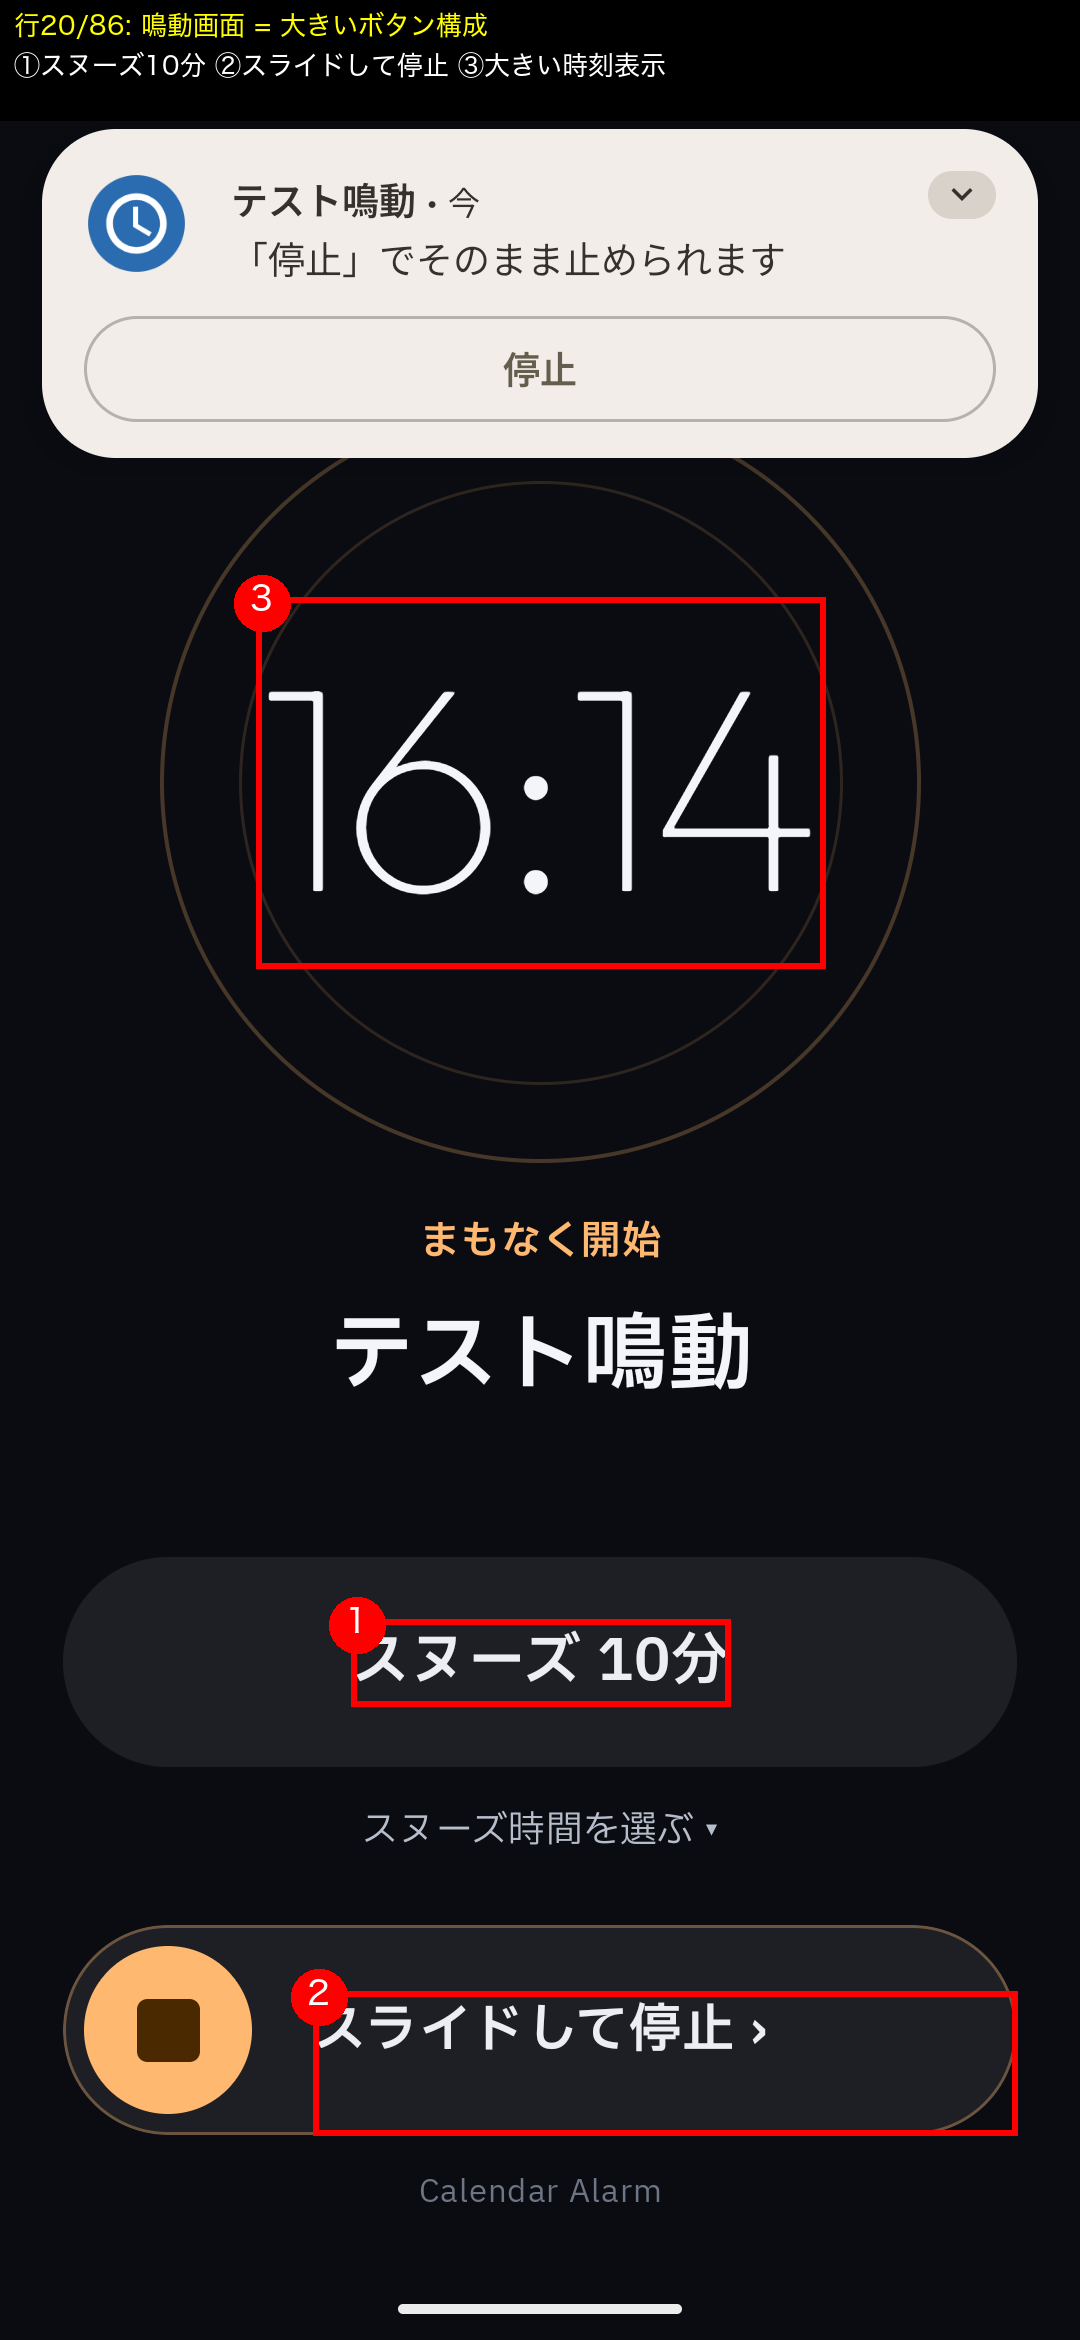 行20/86: 鳴動画面 = 大きいボタン構成
①スヌーズ10分 ②スライドして停止 ③大きい時刻表示
テスト鳴動・今
「停止」でそのまま止められます
停止
3
16:14
まもなく開始
テスト鳴動
1
スヌーズ 10分
スヌーズ時間を選ぶ ▾
2
スライドして停止 ›
Calendar Alarm